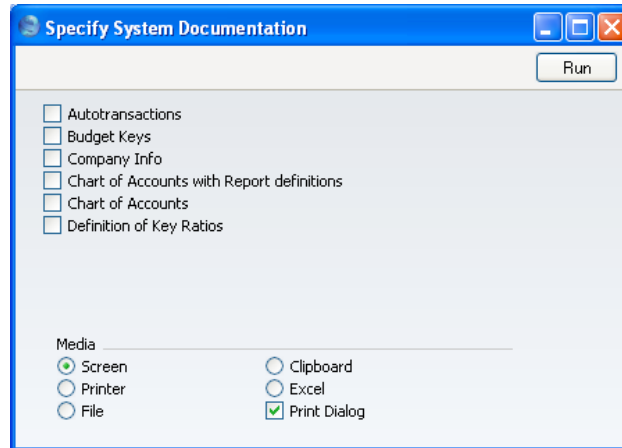 Specify System Documentation
Run
Autotransactions
Budget Keys
Company Info
Chart of Accounts with Report definitions
Chart of Accounts
Definition of Key Ratios
Media
Screen Clipboard
Printer Excel
File Print Dialog